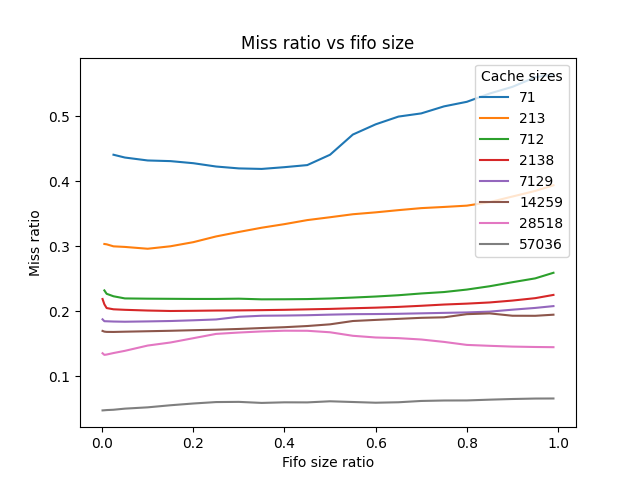 Miss ratio vs fifo size
Cache sizes
71
213
712
2138
7129
14259
28518
57036
0.5
0.4
0.3
0.2
0.1
Miss ratio
0.0 0.2 0.4 0.6 0.8 1.0
Fifo size ratio